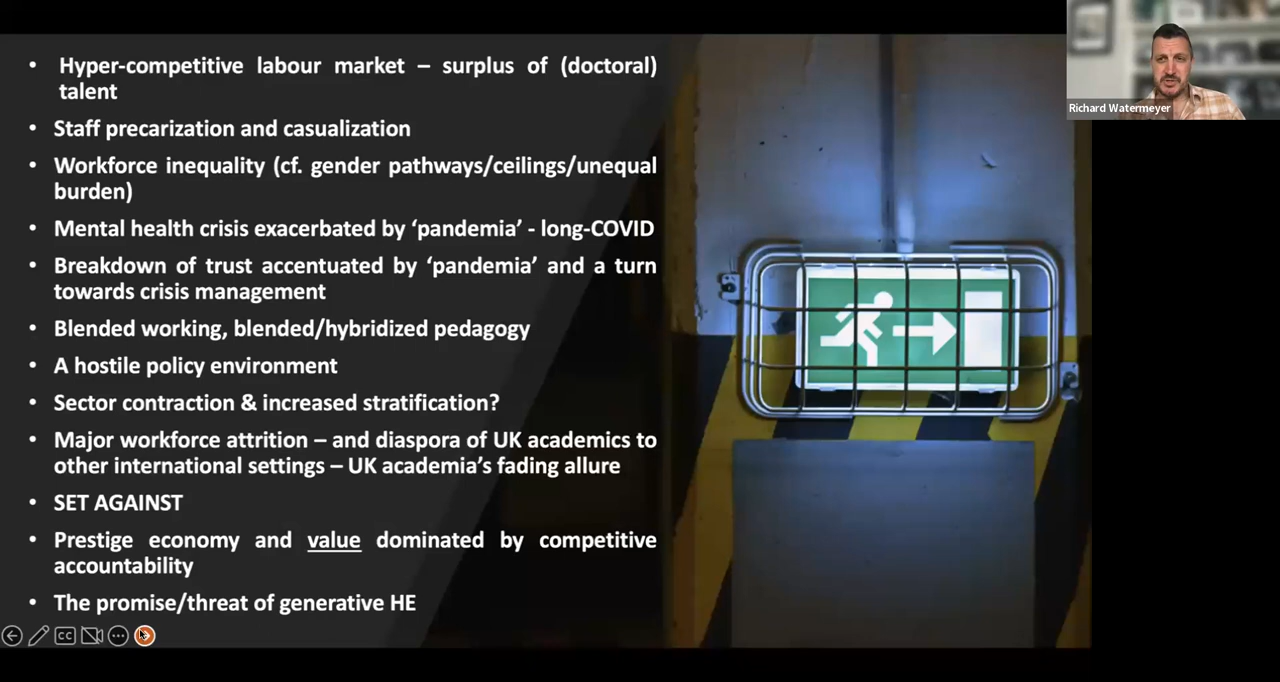 • Hyper-competitive labour market – surplus of (doctoral)
talent
• Staff precarization and casualization
• Workforce inequality (cf. gender pathways/ceilings/unequal
burden)
• Mental health crisis exacerbated by ‘pandemia’ - long-COVID
• Breakdown of trust accentuated by ‘pandemia’ and a turn
towards crisis management
• Blended working, blended/hybridized pedagogy
• A hostile policy environment
• Sector contraction & increased stratification?
• Major workforce attrition – and diaspora of UK academics to
other international settings – UK academia’s fading allure
• SET AGAINST
• Prestige economy and value dominated by competitive
accountability
• The promise/threat of generative HE
CC
Richard Watermeyer